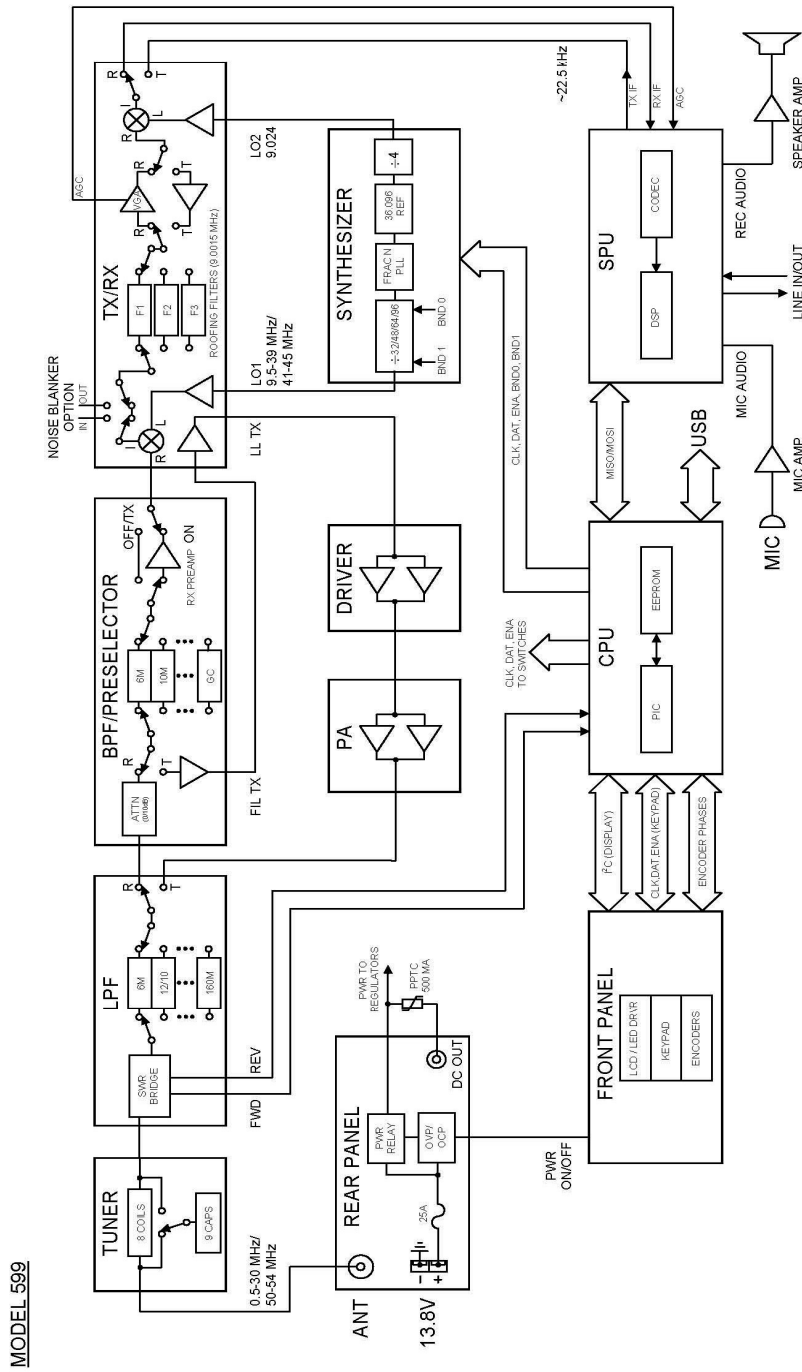 MODEL 599
TUNER
8 COILS
9 CAPS
0.5-30 MHz/
50-54 MHz
LPF
SWR
BRIDGE
6M
12/10
160M
R
T
FWD
REV
BPF/PRESELECTOR
ATTN
(0/10dB)
R
T
6M
10M
GC
OFF/TX
ON
RX PREAMP
FIL TX
NOISE BLANKER
OPTION
IN
OUT
TX/RX
R
I
L
F1
F2
F3
ROOFING FILTERS (9.0015 MHz)
R
T
VGA
R
T
R
I
L
R
T
AGC
LL TX
LO1
9.5-39 MHz/
41-45 MHz
LO2
9.024
~22.5 kHz
REAR PANEL
ANT
13.8V
-
+
25A
PWR
RELAY
OVP/
OCP
DC OUT
PWR TO
REGULATORS
PPTC
500 MA
PWR
ON/OFF
PA
DRIVER
SYNTHESIZER
÷32/48/64/96
FRAC N
PLL
36.096
REF
÷4
BND 1
BND 0
CLK, DAT, ENA, BND0, BND1
CLK, DAT, ENA
TO SWITCHES
FRONT PANEL
LCD / LED DRVR
KEYPAD
ENCODERS
I²C (DISPLAY)
CLK,DAT,ENA (KEYPAD)
ENCODER PHASES
CPU
PIC
EEPROM
MISO/MOSI
USB
SPU
DSP
CODEC
TX IF
RX IF
AGC
MIC
MIC AMP
MIC AUDIO
LINE IN/OUT
REC AUDIO
SPEAKER AMP